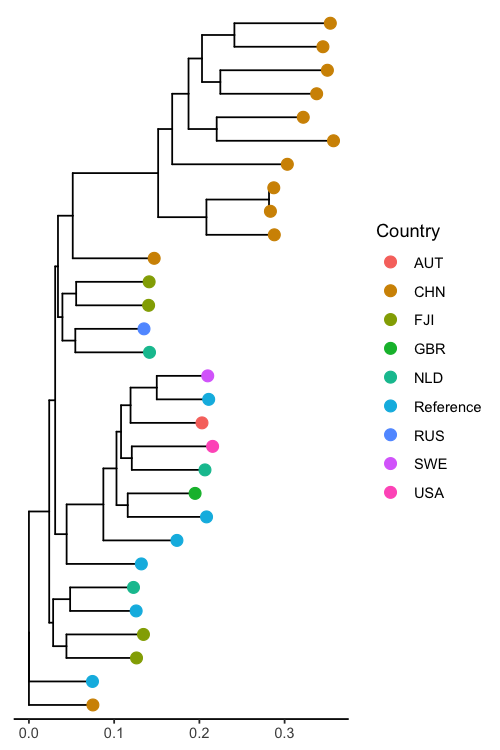 Country
AUT
CHN
FJI
GBR
NLD
Reference
RUS
SWE
USA
0.0 0.1 0.2 0.3